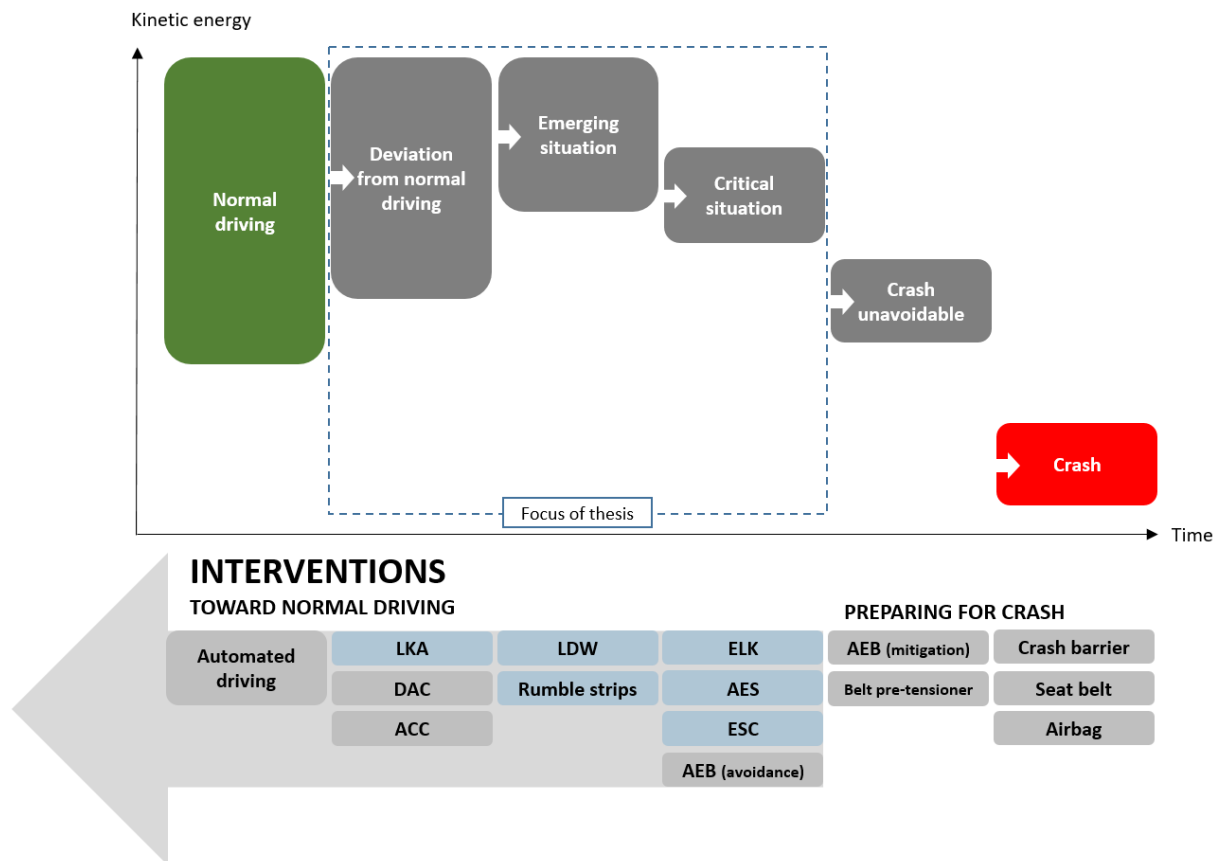 Kinetic energy
Normal
driving
Deviation
from normal
driving
Emerging
situation
Critical
situation
Crash
unavoidable
Crash
Focus of thesis
Time
INTERVENTIONS
TOWARD NORMAL DRIVING
PREPARING FOR CRASH
Automated
driving
LKA
DAC
ACC
LDW
Rumble strips
ELK
AES
ESC
AEB (avoidance)
AEB (mitigation)
Belt pre-tensioner
Crash barrier
Seat belt
Airbag